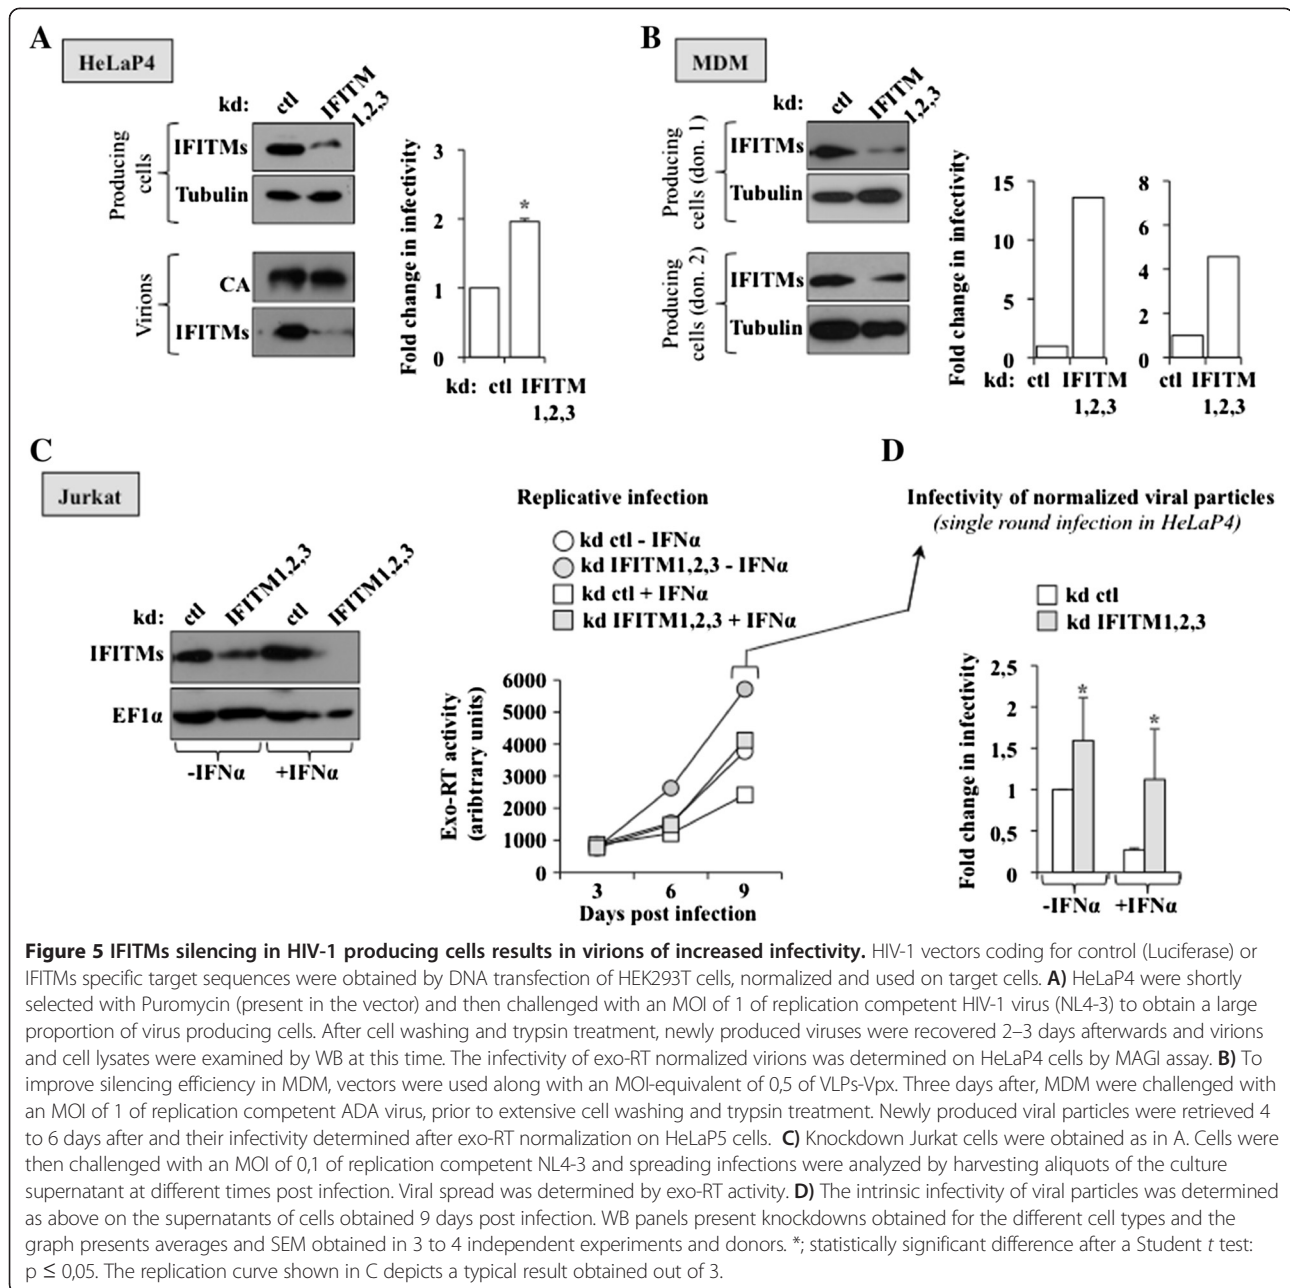 A
HeLaP4
kd: ctl IFITM 1,2,3
Producing cells
IFITMs
Tubulin
Virions
CA
IFITMs
Fold change in infectivity
3
2
1
0
*
kd: ctl IFITM
1,2,3
B
MDM
kd: ctl IFITM 1,2,3
Producing cells (don. 1)
IFITMs
Tubulin
Producing cells (don. 2)
IFITMs
Tubulin
Fold change in infectivity
15
10
5
0
kd: ctl IFITM
1,2,3
8
6
4
2
0
ctl IFITM
1,2,3
C
Jurkat
kd: ctl IFITM1,2,3 ctl IFITM1,2,3
IFITMs
EF1α
-IFNα +IFNα
Replicative infection
kd ctl - IFNα
kd IFITM1,2,3 - IFNα
kd ctl + IFNα
kd IFITM1,2,3 + IFNα
Exo-RT activity
(aribtrary units)
6000
5000
4000
3000
2000
1000
0
3 6 9
Days post infection
D
Infectivity of normalized viral particles
(single round infection in HeLaP4)
kd ctl
kd IFITM1,2,3
Fold change in infectivity
2,5
2
1,5
1
0,5
0
* *
-IFNα +IFNα
Figure 5 IFITMs silencing in HIV-1 producing cells results in virions of increased infectivity. HIV-1 vectors coding for control (Luciferase) or
IFITMs specific target sequences were obtained by DNA transfection of HEK293T cells, normalized and used on target cells. A) HeLaP4 were shortly
selected with Puromycin (present in the vector) and then challenged with an MOI of 1 of replication competent HIV-1 virus (NL4-3) to obtain a large
proportion of virus producing cells. After cell washing and trypsin treatment, newly produced viruses were recovered 2–3 days afterwards and virions
and cell lysates were examined by WB at this time. The infectivity of exo-RT normalized virions was determined on HeLaP4 cells by MAGI assay. B) To
improve silencing efficiency in MDM, vectors were used along with an MOI-equivalent of 0,5 of VLPs-Vpx. Three days after, MDM were challenged with
an MOI of 1 of replication competent ADA virus, prior to extensive cell washing and trypsin treatment. Newly produced viral particles were retrieved 4
to 6 days after and their infectivity determined after exo-RT normalization on HeLaP5 cells. C) Knockdown Jurkat cells were obtained as in A. Cells were
then challenged with an MOI of 0,1 of replication competent NL4-3 and spreading infections were analyzed by harvesting aliquots of the culture
supernatant at different times post infection. Viral spread was determined by exo-RT activity. D) The intrinsic infectivity of viral particles was determined
as above on the supernatants of cells obtained 9 days post infection. WB panels present knockdowns obtained for the different cell types and the
graph presents averages and SEM obtained in 3 to 4 independent experiments and donors. *; statistically significant difference after a Student t test:
p ≤ 0,05. The replication curve shown in C depicts a typical result obtained out of 3.